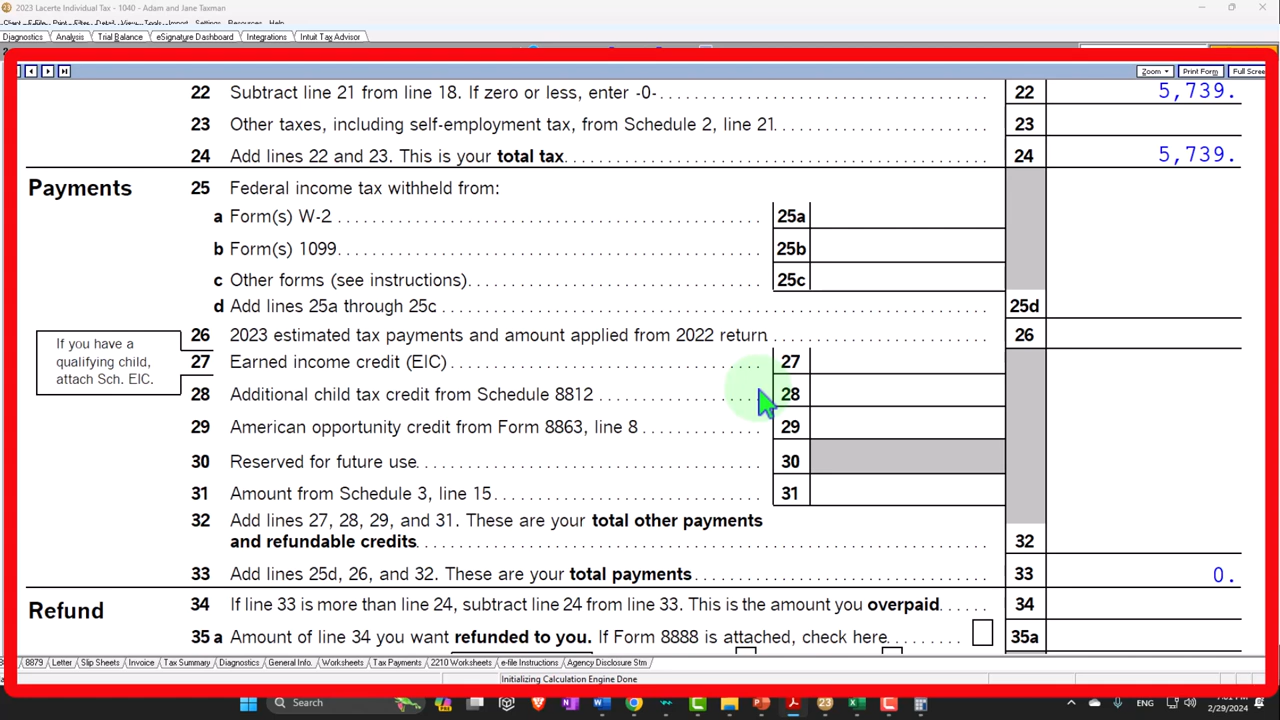 2023 Lacerte Individual Tax - 1040 - Adam and Jane Taxman
Diagnostics Analysis Trial Balance eSignature Dashboard Integrations Intuit Tax Advisor
Zoom Print Form Full Scree
22 Subtract line 21 from line 18. If zero or less, enter -0- 22 5,739.
23 Other taxes, including self-employment tax, from Schedule 2, line 21 23
24 Add lines 22 and 23. This is your total tax 24 5,739.
Payments 25 Federal income tax withheld from:
a Form(s) W-2 25a
b Form(s) 1099 25b
c Other forms (see instructions) 25c
d Add lines 25a through 25c 25d
26 2023 estimated tax payments and amount applied from 2022 return 26
If you have a
qualifying child,
attach Sch. EIC.
27 Earned income credit (EIC) 27
28 Additional child tax credit from Schedule 8812 28
29 American opportunity credit from Form 8863, line 8 29
30 Reserved for future use 30
31 Amount from Schedule 3, line 15 31
32 Add lines 27, 28, 29, and 31. These are your total other payments
and refundable credits 32
33 Add lines 25d, 26, and 32. These are your total payments 33 0.
Refund 34 If line 33 is more than line 24, subtract line 24 from line 33. This is the amount you overpaid 34
35a Amount of line 34 you want refunded to you. If Form 8888 is attached, check here 35a
8879 Letter Slip Sheets Invoice Tax Summary Diagnostics General Info. Worksheets Tax Payments 2210 Worksheets e-file Instructions Agency Disclosure Stm
Initializing Calculation Engine Done
Search
ENG
2/29/2024